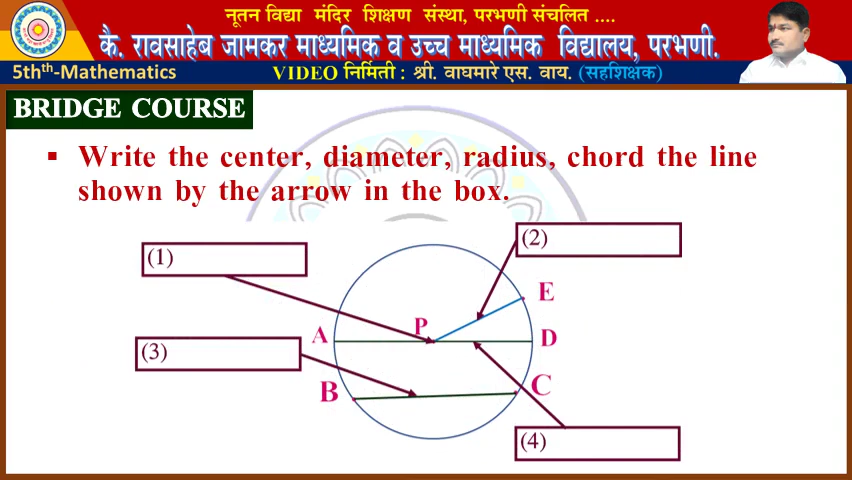 नूतन विद्या मंदिर शिक्षण संस्था, परभणी संचलित ....
कै. रावसाहेब जामकर माध्यमिक व उच्च माध्यमिक विद्यालय, परभणी.
5thth-Mathematics
VIDEO निर्मिती : श्री. वाघमारे एस. वाय. (सहशिक्षक)
BRIDGE COURSE
▪ Write the center, diameter, radius, chord the line
shown by the arrow in the box.
(1)
(2)
E
P
A
D
(3)
B
C
(4)